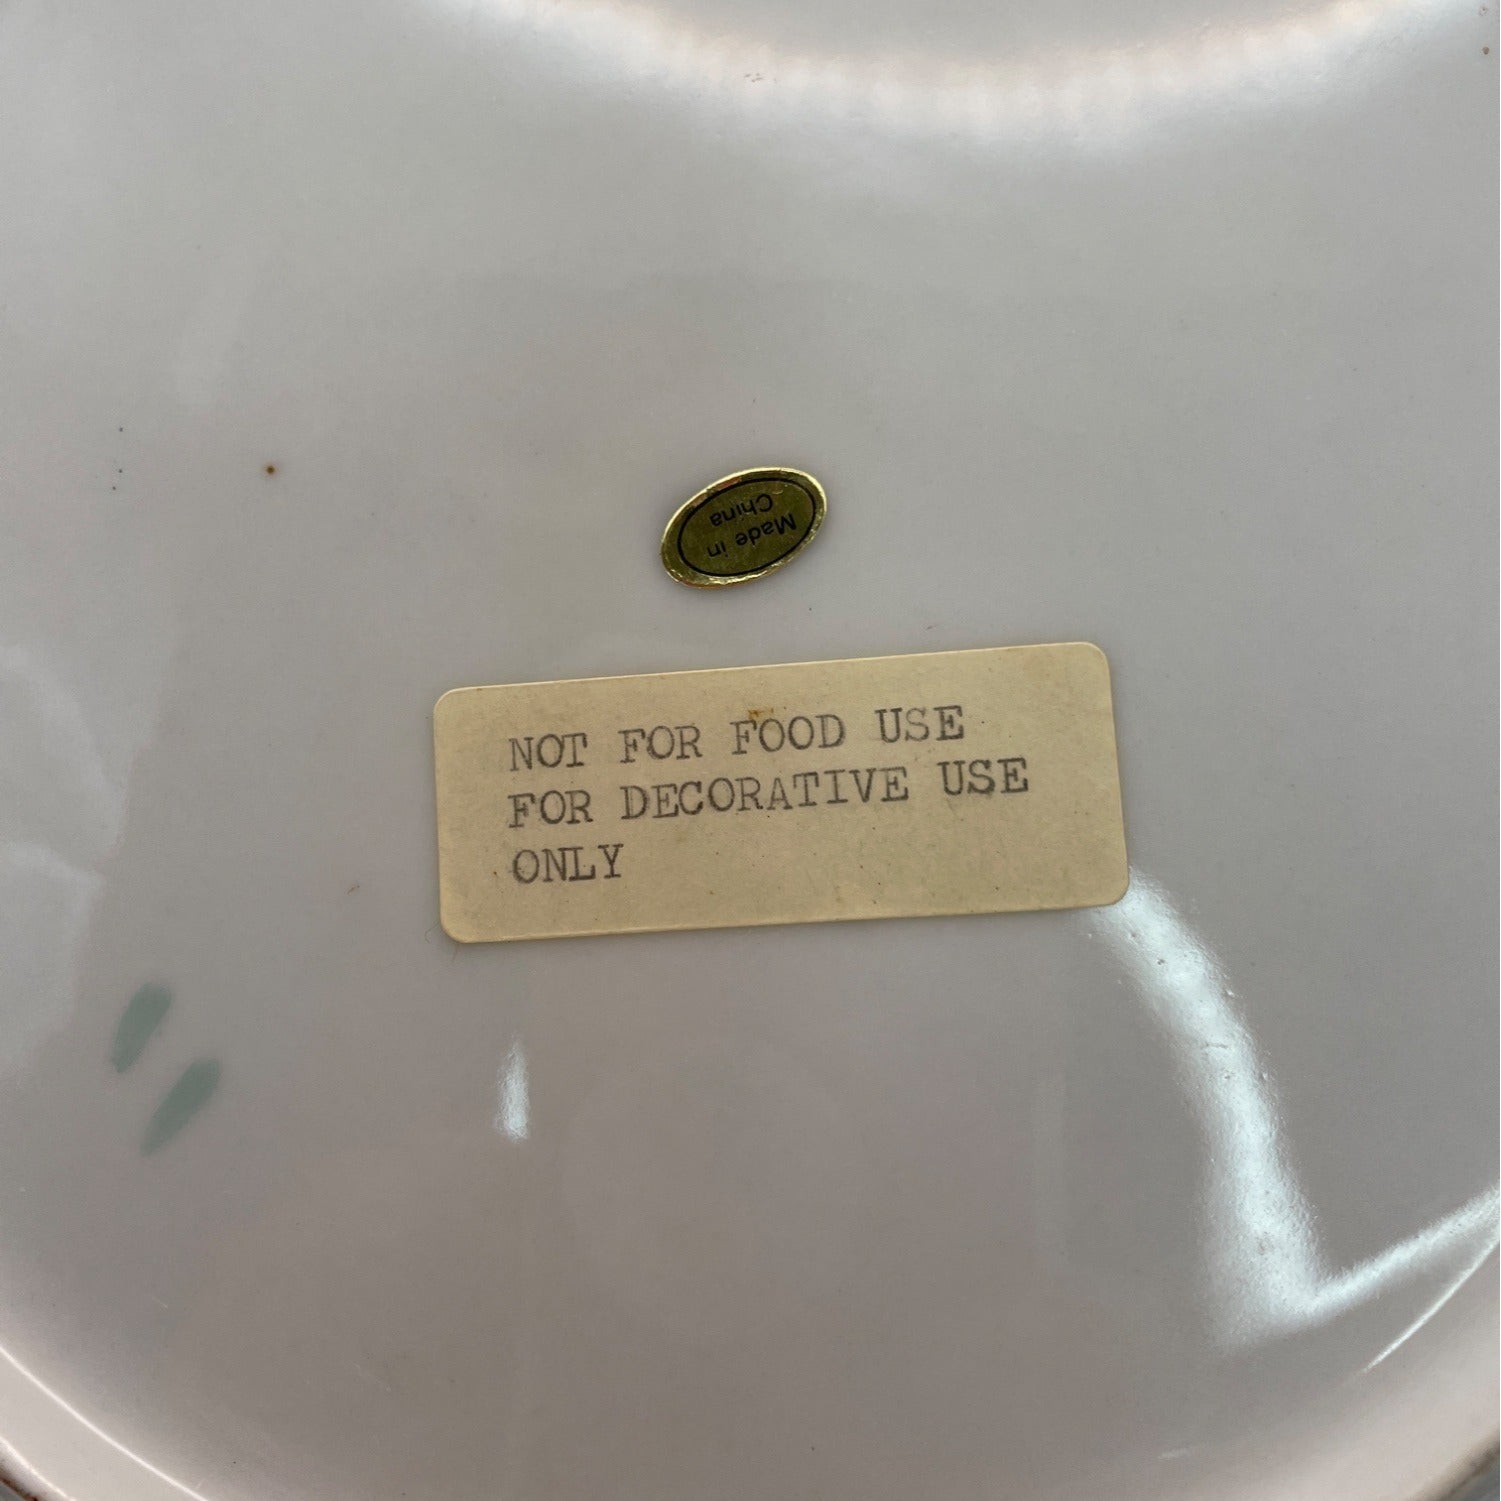 Made in
China
NOT FOR FOOD USE
FOR DECORATIVE USE
ONLY